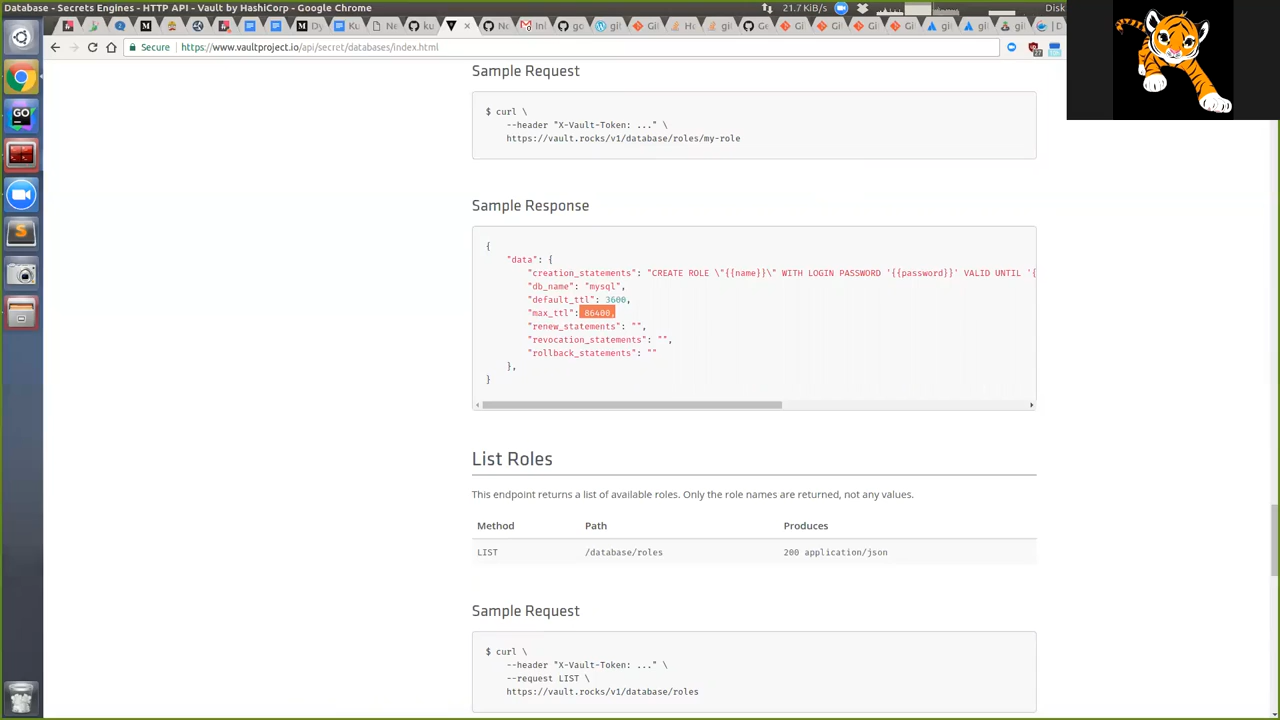 Database - Secrets Engines - HTTP API - Vault by HashiCorp - Google Chrome
21.7 KiB/s
Disk
Secure
https://www.vaultproject.io/api/secret/databases/index.html
Sample Request
$ curl \
--header "X-Vault-Token: ..." \
https://vault.rocks/v1/database/roles/my-role
Sample Response
{
"data": {
"creation_statements": "CREATE ROLE \"{{name}}\" WITH LOGIN PASSWORD '{{password}}' VALID UNTIL '{
"db_name": "mysql",
"default_ttl": 3600,
"max_ttl": 86400,
"renew_statements": "",
"revocation_statements": "",
"rollback_statements": ""
},
}
List Roles
This endpoint returns a list of available roles. Only the role names are returned, not any values.
Method Path Produces
LIST /database/roles 200 application/json
Sample Request
$ curl \
--header "X-Vault-Token: ..." \
--request LIST \
https://vault.rocks/v1/database/roles